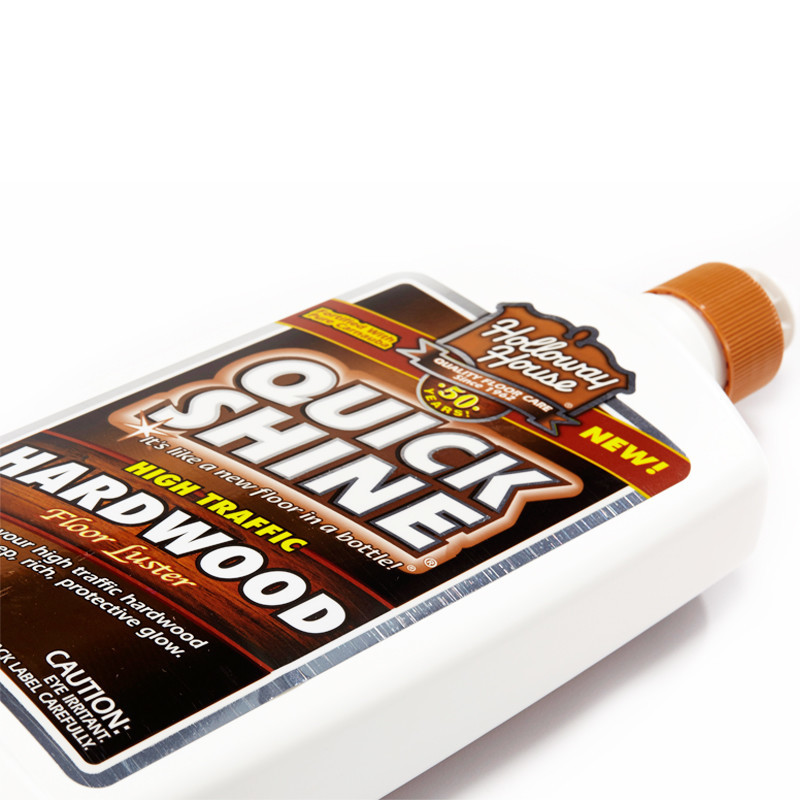 Fortified With
Pure Carnauba
Holloway
House®
QUALITY FLOOR CARE
Since 1962
50
YEARS
NEW!
QUICK
SHINE®
It's like a new floor in a bottle!®
HIGH TRAFFIC
HARDWOOD
Floor Luster
your high traffic hardwood
rich, protective glow.
CAUTION:
EYE IRRITANT.
LABEL CAREFULLY.